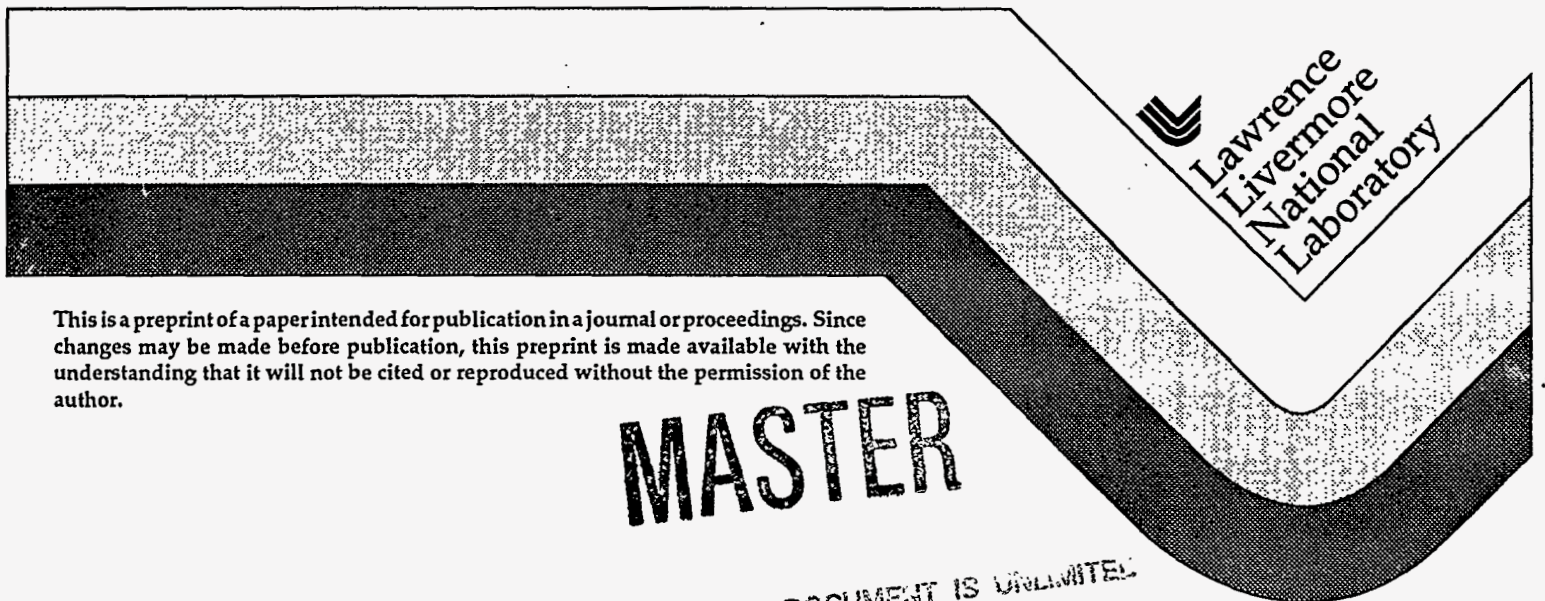 Lawrence
Livermore
National
Laboratory
This is a preprint of a paper intended for publication in a journal or proceedings. Since
changes may be made before publication, this preprint is made available with the
understanding that it will not be cited or reproduced without the permission of the
author.
MASTER
DOCUMENT IS UNLIMITED